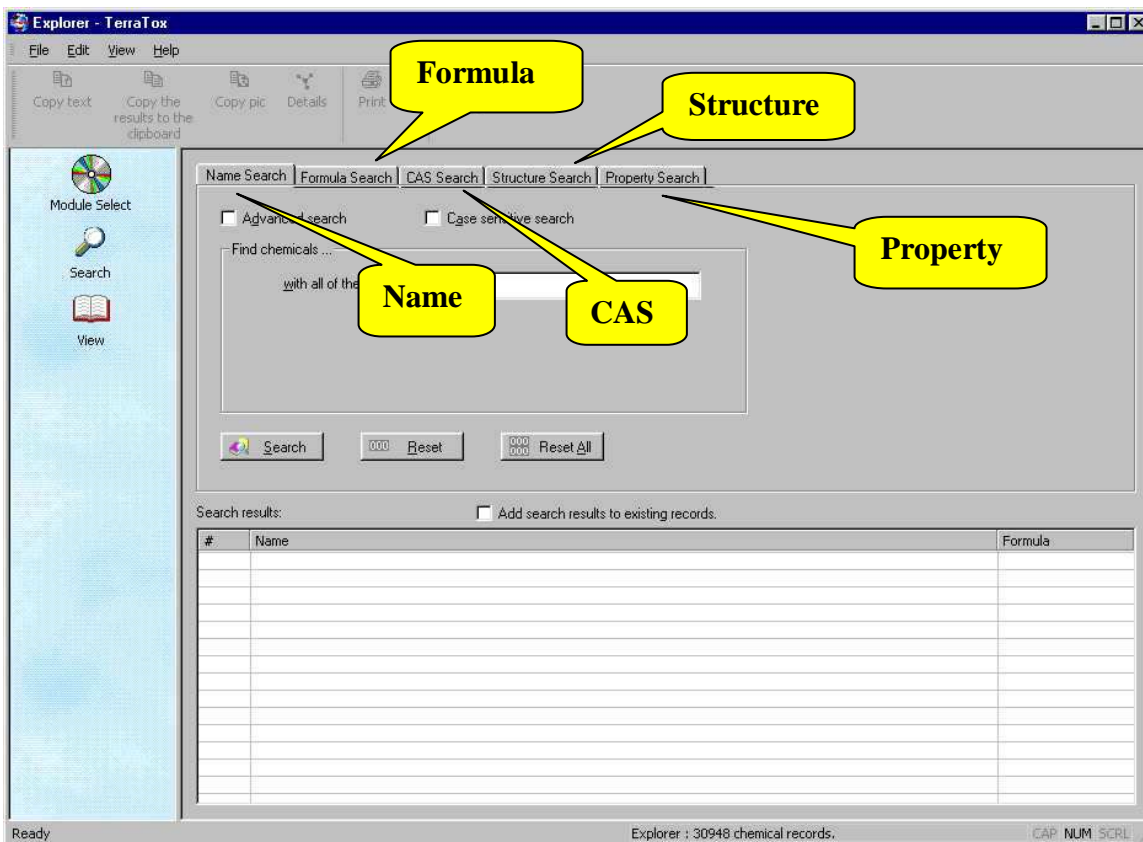 Explorer - TerraTox
File Edit View Help
Copy text
Copy the
results to the
clipboard
Copy pic
Details
Print
Formula
Structure
Module Select
Search
View
Name Search Formula Search CAS Search Structure Search Property Search
Advanced search
Case sensitive search
Find chemicals ...
with all of the
Name
CAS
Property
Search
Reset
Reset All
Search results:
Add search results to existing records.
# Name Formula
Ready
Explorer : 30948 chemical records.
CAP NUM SCRL